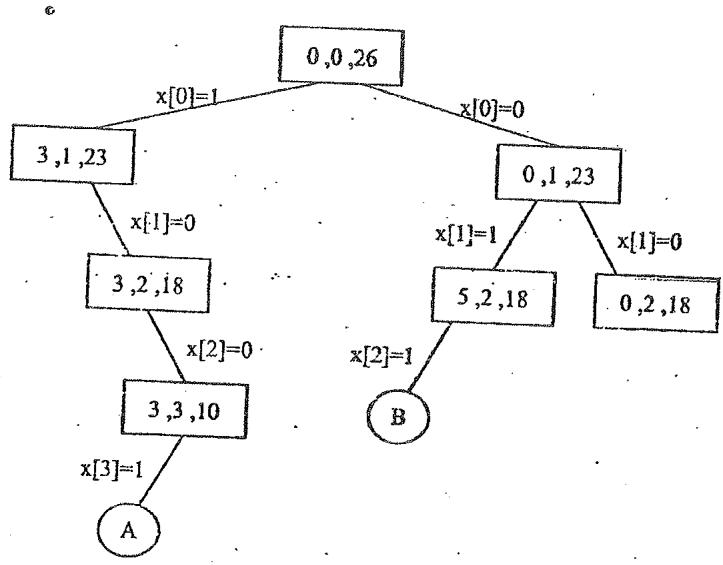 0 ,0 ,26
x[0]=1
x[0]=0
3 ,1 ,23
0 ,1 ,23
x[1]=0
x[1]=1
x[1]=0
3 ,2 ,18
5 ,2 ,18
0 ,2 ,18
x[2]=0
x[2]=1
3 ,3 ,10
B
x[3]=1
A